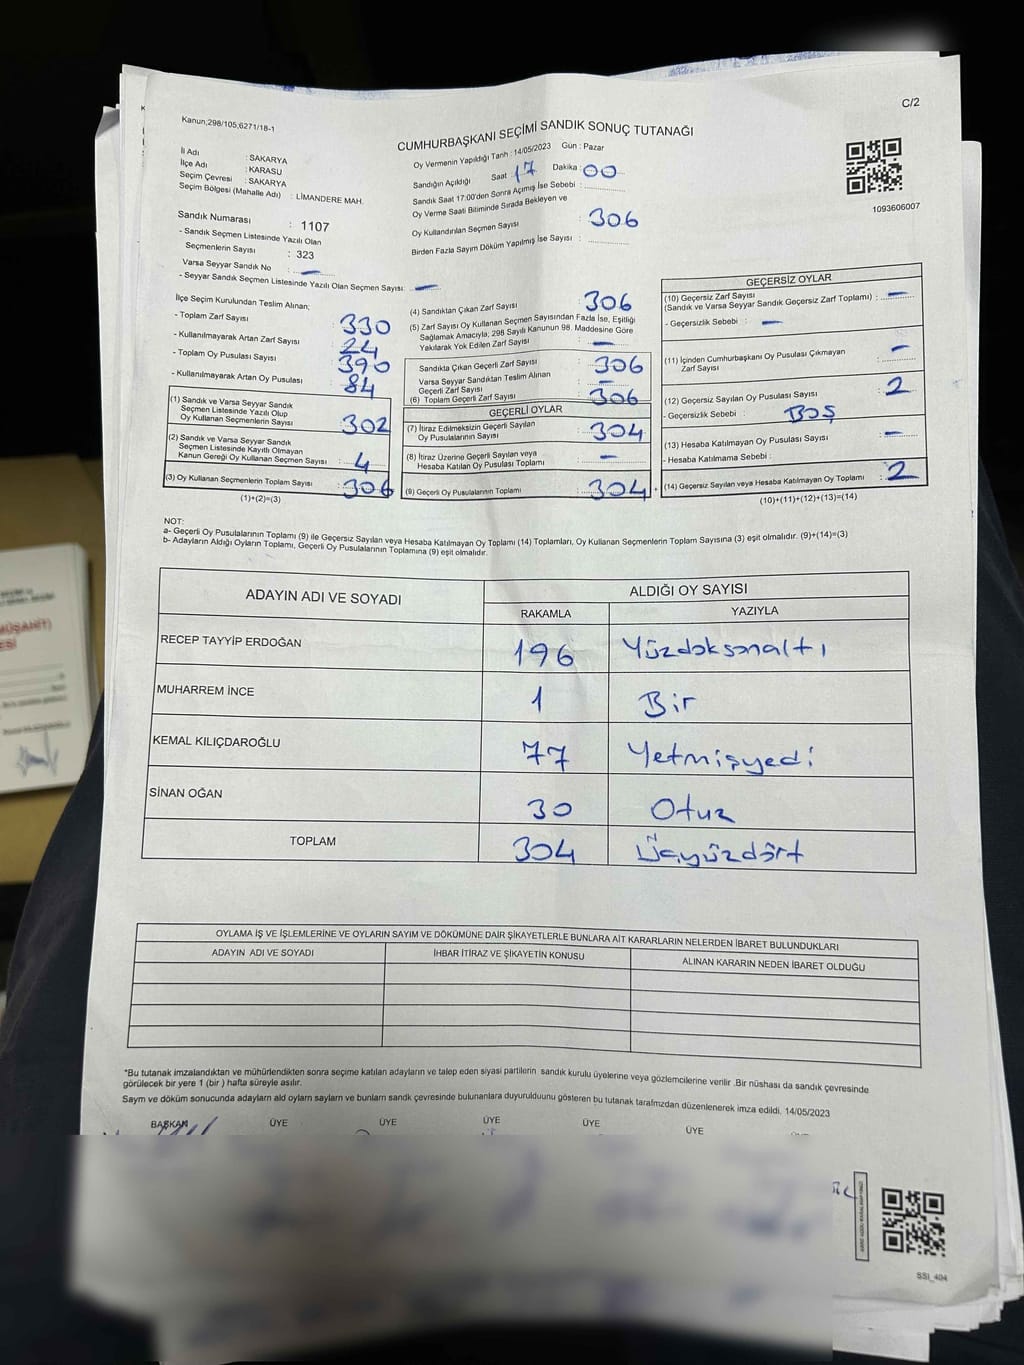 C/2
Kanun;298/105;6271/18-1
CUMHURBAŞKANI SEÇİMİ SANDIK SONUÇ TUTANAĞI
İl Adı : SAKARYA
İlçe Adı : KARASU
Seçim Çevresi : SAKARYA
Seçim Bölgesi (Mahalle Adı) : LİMANDERE MAH.
Oy Vermenin Yapıldığı Tarih : 14/05/2023 Gün : Pazar
Sandığın Açıldığı Saat 17 Dakika : 00
Sandık Saat 17:00'den Sonra Açılmış İse Sebebi :
Oy Verme Saati Bitiminde Sırada Bekleyen ve
Oy Kullandırılan Seçmen Sayısı : 306
Birden Fazla Sayım Döküm Yapılmış İse Sayısı :
1093606007
Sandık Numarası : 1107
- Sandık Seçmen Listesinde Yazılı Olan
Seçmenlerin Sayısı : 323
Varsa Seyyar Sandık No : —
- Seyyar Sandık Seçmen Listesinde Yazılı Olan Seçmen Sayısı: —
İlçe Seçim Kurulundan Teslim Alınan;
- Toplam Zarf Sayısı : 330
- Kullanılmayarak Artan Zarf Sayısı : 24
- Toplam Oy Pusulası Sayısı : 390
- Kullanılmayarak Artan Oy Pusulası : 84
(1) Sandık ve Varsa Seyyar Sandık
Seçmen Listesinde Yazılı Olup
Oy Kullanan Seçmenlerin Sayısı : 302
(2) Sandık ve Varsa Seyyar Sandık
Seçmen Listesinde Kayıtlı Olmayan
Kanun Gereği Oy Kullanan Seçmen Sayısı : 4
(3) Oy Kullanan Seçmenlerin Toplam Sayısı : 306
(1)+(2)=(3)
(4) Sandıktan Çıkan Zarf Sayısı : 306
(5) Zarf Sayısı Oy Kullanan Seçmen Sayısından Fazla İse, Eşitliği
Sağlamak Amacıyla; 298 Sayılı Kanunun 98. Maddesine Göre
Yakılarak Yok Edilen Zarf Sayısı : —
Sandıkta Çıkan Geçerli Zarf Sayısı : 306
Varsa Seyyar Sandıktan Teslim Alınan
Geçerli Zarf Sayısı : —
(6) Toplam Geçerli Zarf Sayısı : 306
GEÇERLİ OYLAR
(7) İtiraz Edilmeksizin Geçerli Sayılan
Oy Pusulalarının Sayısı : 304
(8) İtiraz Üzerine Geçerli Sayılan veya
Hesaba Katılan Oy Pusulası Toplamı : —
(9) Geçerli Oy Pusulalarının Toplamı : 304
GEÇERSİZ OYLAR
(10) Geçersiz Zarf Sayısı
(Sandık ve Varsa Seyyar Sandık Geçersiz Zarf Toplamı) : —
- Geçersizlik Sebebi : —
(11) İçinden Cumhurbaşkanı Oy Pusulası Çıkmayan
Zarf Sayısı : —
(12) Geçersiz Sayılan Oy Pusulası Sayısı : 2
- Geçersizlik Sebebi : BOŞ
(13) Hesaba Katılmayan Oy Pusulası Sayısı : —
- Hesaba Katılmama Sebebi :
(14) Geçersiz Sayılan veya Hesaba Katılmayan Oy Toplamı : 2
(10)+(11)+(12)+(13)=(14)
NOT:
a- Geçerli Oy Pusulalarının Toplamı (9) ile Geçersiz Sayılan veya Hesaba Katılmayan Oy Toplamı (14) Toplamları, Oy Kullanan Seçmenlerin Toplam Sayısına (3) eşit olmalıdır. (9)+(14)=(3)
b- Adayların Aldığı Oyların Toplamı, Geçerli Oy Pusulalarının Toplamına (9) eşit olmalıdır.
ADAYIN ADI VE SOYADI ALDIĞI OY SAYISI
RAKAMLA YAZIYLA
RECEP TAYYİP ERDOĞAN 196 Yüzdoksanaltı
MUHARREM İNCE 1 Bir
KEMAL KILIÇDAROĞLU 77 Yetmişyedi
SİNAN OĞAN 30 Otuz
TOPLAM 304 Üçyüzdört
OYLAMA İŞ VE İŞLEMLERİNE VE OYLARIN SAYIM VE DÖKÜMÜNE DAİR ŞİKAYETLERLE BUNLARA AİT KARARLARIN NELERDEN İBARET BULUNDUKLARI
ADAYIN ADI VE SOYADI İHBAR İTİRAZ VE ŞİKAYETİN KONUSU ALINAN KARARIN NEDEN İBARET OLDUĞU
*Bu tutanak imzalandıktan ve mühürlendikten sonra seçime katılan adayların ve talep eden siyasi partilerin sandık kurulu üyelerine veya gözlemcilerine verilir .Bir nüshası da sandık çevresinde
görülecek bir yere 1 (bir ) hafta süreyle asılır.
Sayım ve döküm sonucunda adayların ald oyların sayların ve bunların sandk çevresinde bulunanlara duyurulduunu gösteren bu tutanak tarafmzdan düzenlenerek imza edildi. 14/05/2023
BAŞKAN ÜYE ÜYE ÜYE ÜYE ÜYE
SSI_404